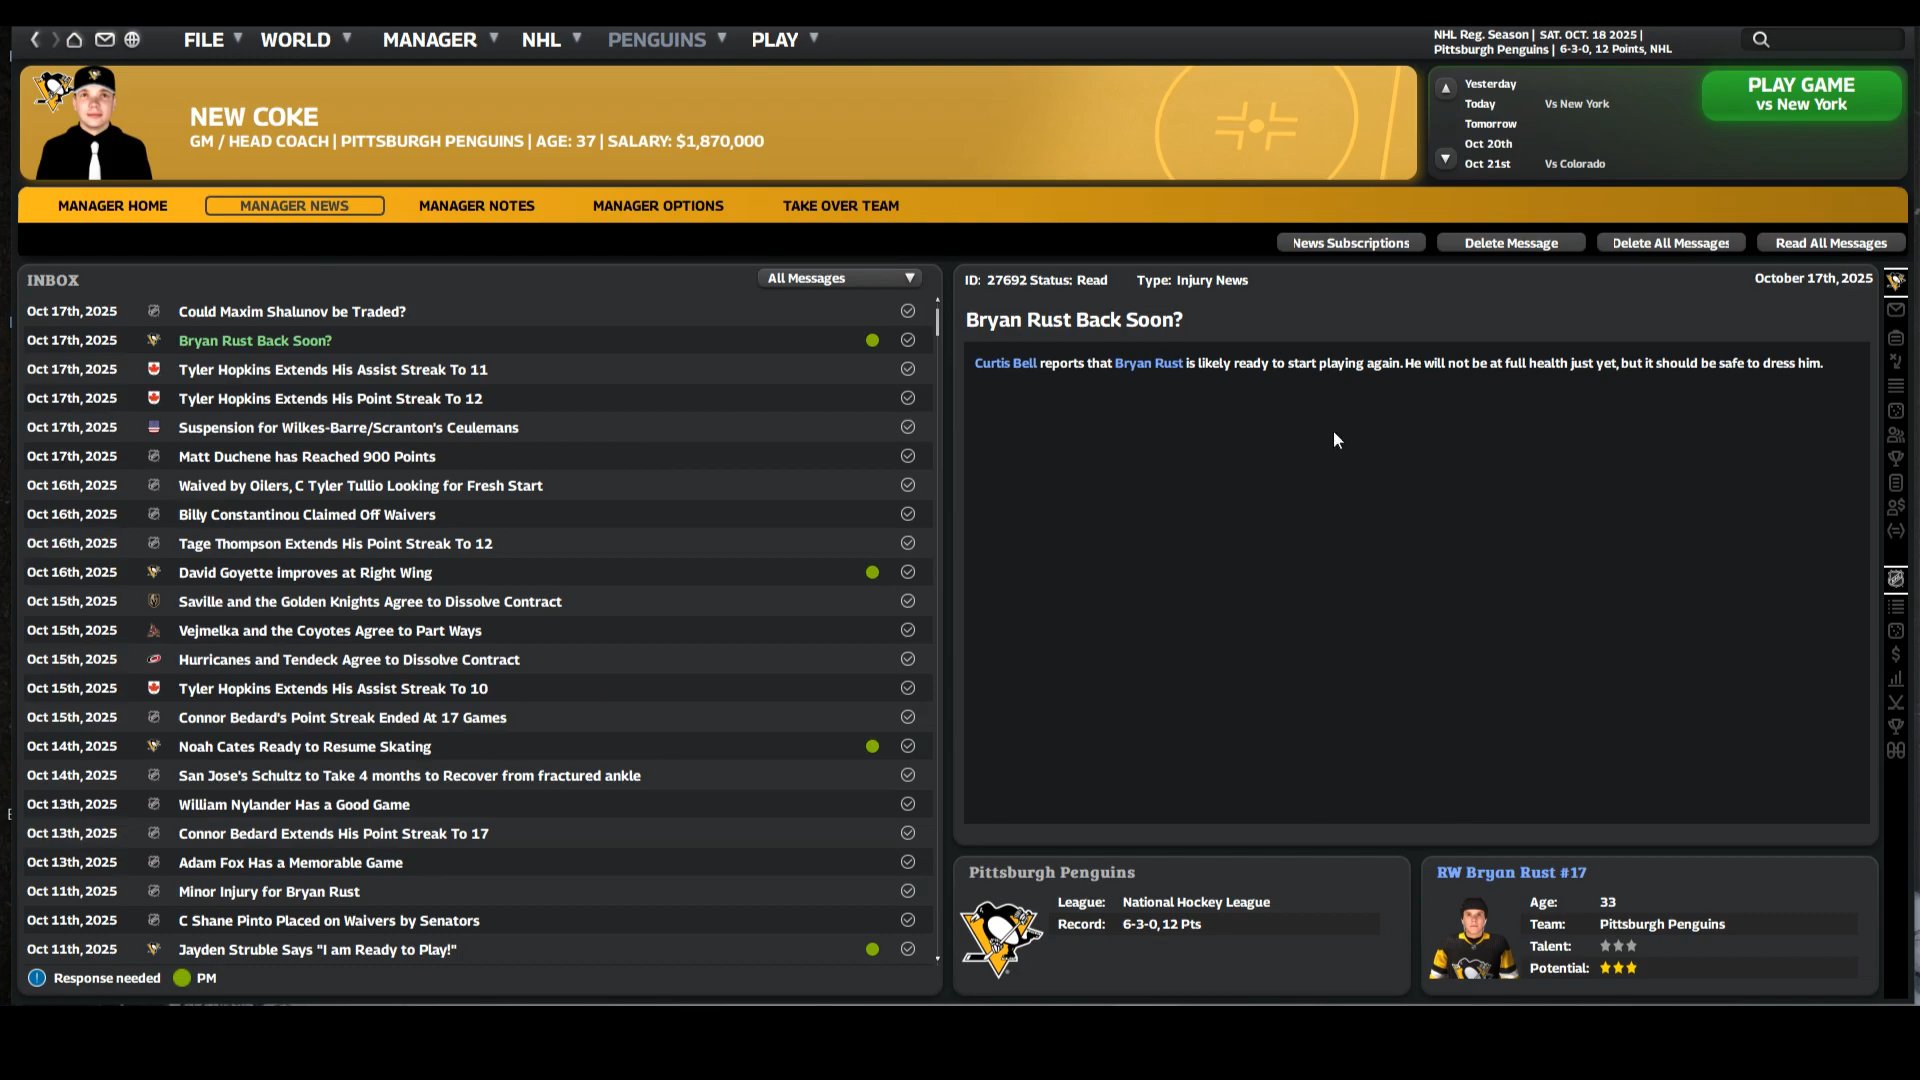 FILE WORLD MANAGER NHL PENGUINS PLAY
NHL Reg. Season | SAT. OCT. 18 2025 |
Pittsburgh Penguins | 6-3-0, 12 Points, NHL
NEW COKE
GM / HEAD COACH | PITTSBURGH PENGUINS | AGE: 37 | SALARY: $1,870,000
Yesterday
Today Vs New York
Tomorrow
Oct 20th
Oct 21st Vs Colorado
PLAY GAME
vs New York
MANAGER HOME MANAGER NEWS MANAGER NOTES MANAGER OPTIONS TAKE OVER TEAM
News Subscriptions Delete Message Delete All Messages Read All Messages
INBOX All Messages
Oct 17th, 2025 Could Maxim Shalunov be Traded?
Oct 17th, 2025 Bryan Rust Back Soon?
Oct 17th, 2025 Tyler Hopkins Extends His Assist Streak To 11
Oct 17th, 2025 Tyler Hopkins Extends His Point Streak To 12
Oct 17th, 2025 Suspension for Wilkes-Barre/Scranton's Ceulemans
Oct 17th, 2025 Matt Duchene has Reached 900 Points
Oct 16th, 2025 Waived by Oilers, C Tyler Tullio Looking for Fresh Start
Oct 16th, 2025 Billy Constantinou Claimed Off Waivers
Oct 16th, 2025 Tage Thompson Extends His Point Streak To 12
Oct 16th, 2025 David Goyette improves at Right Wing
Oct 15th, 2025 Saville and the Golden Knights Agree to Dissolve Contract
Oct 15th, 2025 Vejmelka and the Coyotes Agree to Part Ways
Oct 15th, 2025 Hurricanes and Tendeck Agree to Dissolve Contract
Oct 15th, 2025 Tyler Hopkins Extends His Assist Streak To 10
Oct 15th, 2025 Connor Bedard's Point Streak Ended At 17 Games
Oct 14th, 2025 Noah Cates Ready to Resume Skating
Oct 14th, 2025 San Jose's Schultz to Take 4 months to Recover from fractured ankle
Oct 13th, 2025 William Nylander Has a Good Game
Oct 13th, 2025 Connor Bedard Extends His Point Streak To 17
Oct 13th, 2025 Adam Fox Has a Memorable Game
Oct 11th, 2025 Minor Injury for Bryan Rust
Oct 11th, 2025 C Shane Pinto Placed on Waivers by Senators
Oct 11th, 2025 Jayden Struble Says "I am Ready to Play!"
Response needed PM
ID: 27692 Status: Read Type: Injury News October 17th, 2025
Bryan Rust Back Soon?
Curtis Bell reports that Bryan Rust is likely ready to start playing again. He will not be at full health just yet, but it should be safe to dress him.
Pittsburgh Penguins
League: National Hockey League
Record: 6-3-0, 12 Pts
RW Bryan Rust #17
Age: 33
Team: Pittsburgh Penguins
Talent:
Potential: